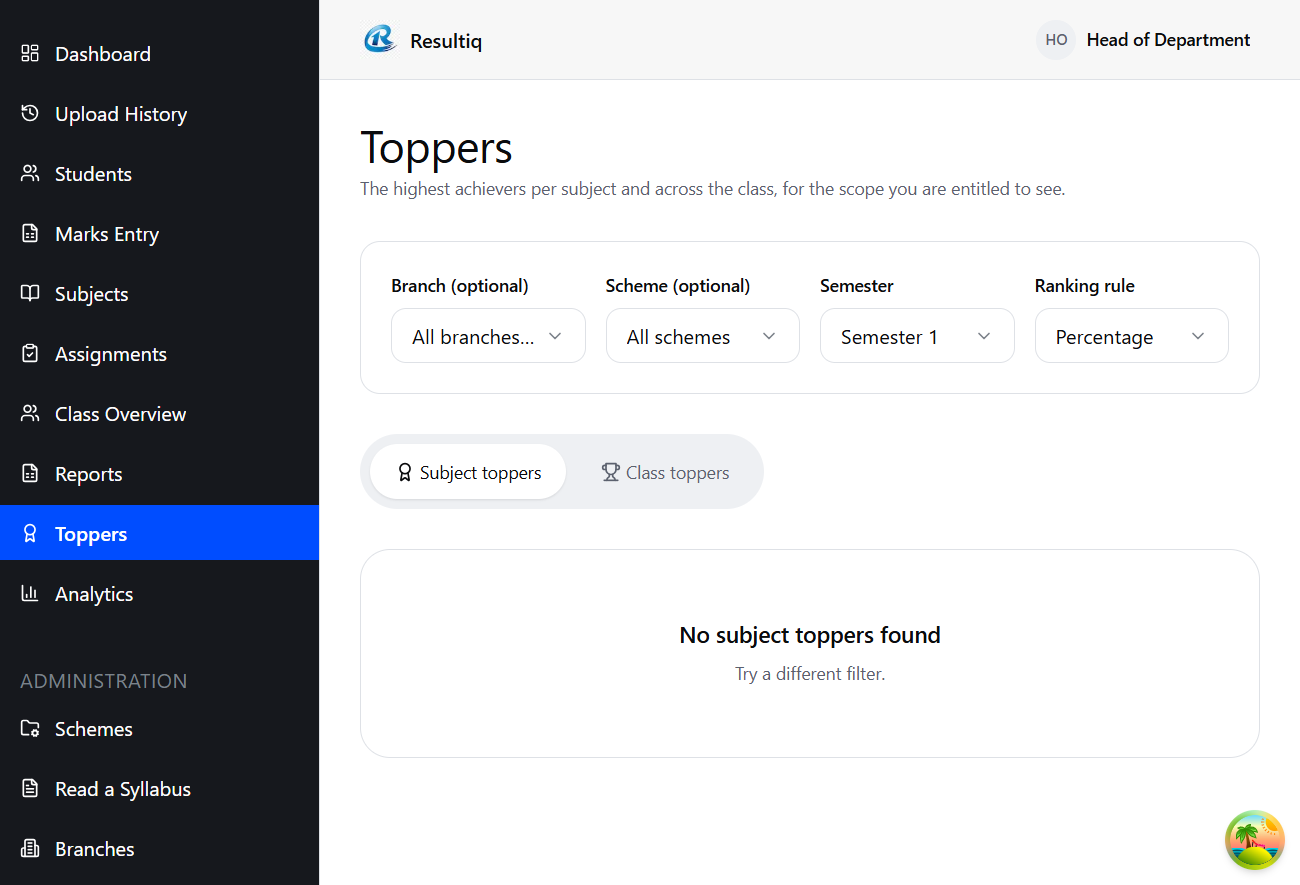 Dashboard
Upload History
Students
Marks Entry
Subjects
Assignments
Class Overview
Reports
Toppers
Analytics
ADMINISTRATION
Schemes
Read a Syllabus
Branches
Resultiq
HO Head of Department
Toppers
The highest achievers per subject and across the class, for the scope you are entitled to see.
Branch (optional) Scheme (optional) Semester Ranking rule
All branches... All schemes Semester 1 Percentage
Subject toppers Class toppers
No subject toppers found
Try a different filter.